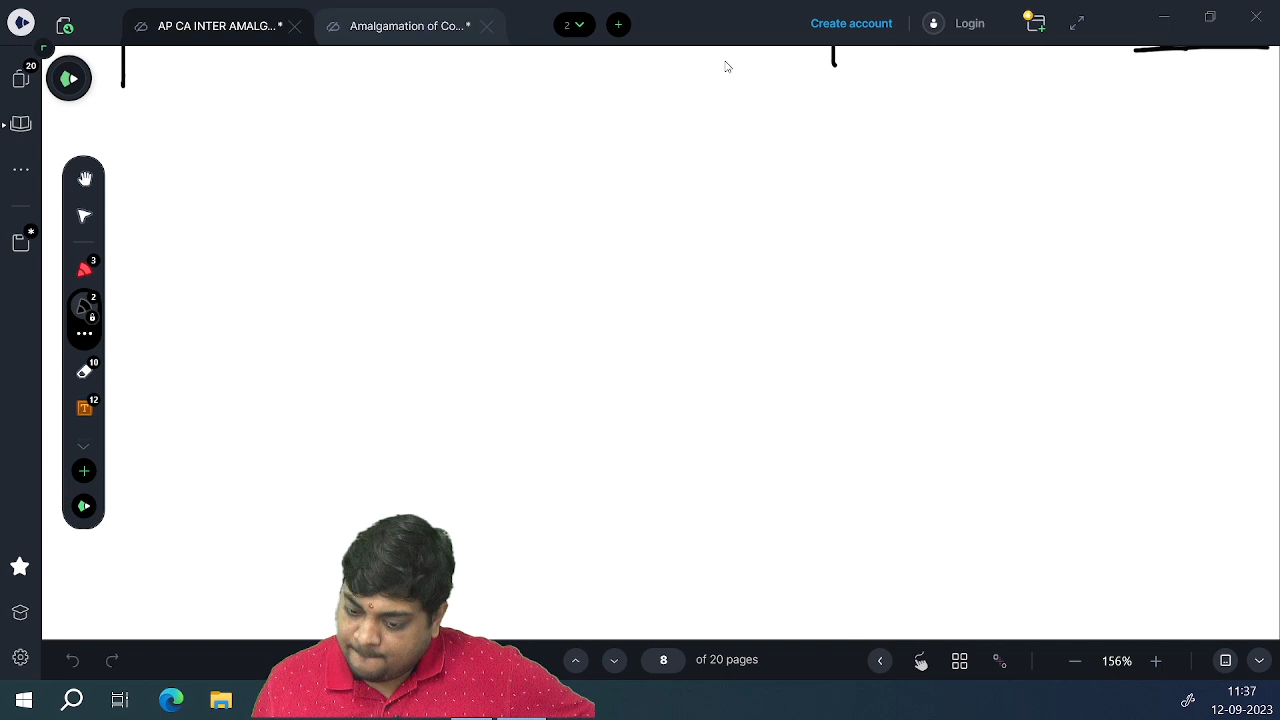 AP CA INTER AMALG...*
Amalgamation of Co...*
2
+
Create account
Login
20
*
3
2
10
T
12
8
of 20 pages
156%
11:37
12-09-2023